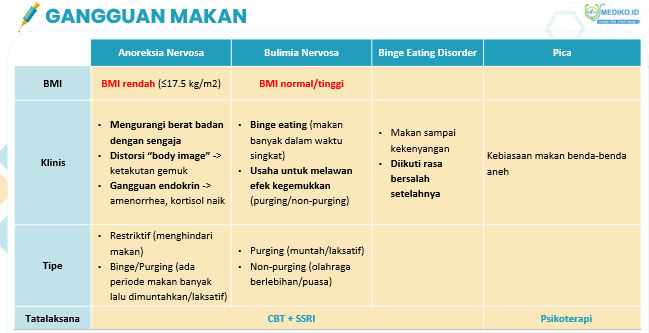 GANGGUAN MAKAN
MEDIKO.ID
Anoreksia Nervosa
Bulimia Nervosa
Binge Eating Disorder
Pica
BMI
BMI rendah (≤17.5 kg/m2)
BMI normal/tinggi
Klinis
• Mengurangi berat badan
dengan sengaja
• Distorsi “body image” ->
ketakutan gemuk
• Gangguan endokrin ->
amenorrhea, kortisol naik
• Binge eating (makan
banyak dalam waktu
singkat)
• Usaha untuk melawan
efek kegemukkan
(purging/non-purging)
• Makan sampai
kekenyangan
• Diikuti rasa
bersalah
setelahnya
Kebiasaan makan benda-benda
aneh
Tipe
• Restriktif (menghindari
makan)
• Binge/Purging (ada
periode makan banyak
lalu dimuntahkan/laksatif)
• Purging (muntah/laksatif)
• Non-purging (olahraga
berlebihan/puasa)
Tatalaksana
CBT + SSRI
Psikoterapi